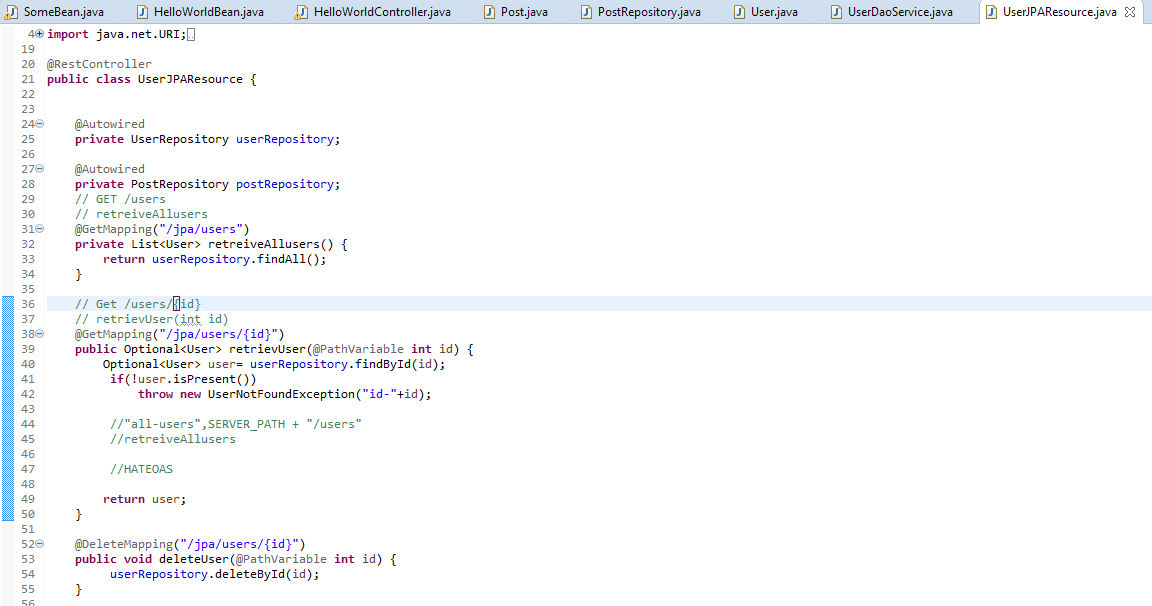 SomeBean.java HelloWorldBean.java HelloWorldController.java Post.java PostRepository.java User.java UserDaoService.java UserJPAResource.java
4 import java.net.URI;
19
20 @RestController
21 public class UserJPAResource {
22
23
24 @Autowired
25 private UserRepository userRepository;
26
27 @Autowired
28 private PostRepository postRepository;
29 // GET /users
30 // retreiveAllusers
31 @GetMapping("/jpa/users")
32 private List<User> retreiveAllusers() {
33 return userRepository.findAll();
34 }
35
36 // Get /users/{id}
37 // retrievUser(int id)
38 @GetMapping("/jpa/users/{id}")
39 public Optional<User> retrievUser(@PathVariable int id) {
40 Optional<User> user= userRepository.findById(id);
41 if(!user.isPresent())
42 throw new UserNotFoundException("id-"+id);
43
44 //"all-users",SERVER_PATH + "/users"
45 //retreiveAllusers
46
47 //HATEOAS
48
49 return user;
50 }
51
52 @DeleteMapping("/jpa/users/{id}")
53 public void deleteUser(@PathVariable int id) {
54 userRepository.deleteById(id);
55 }
56